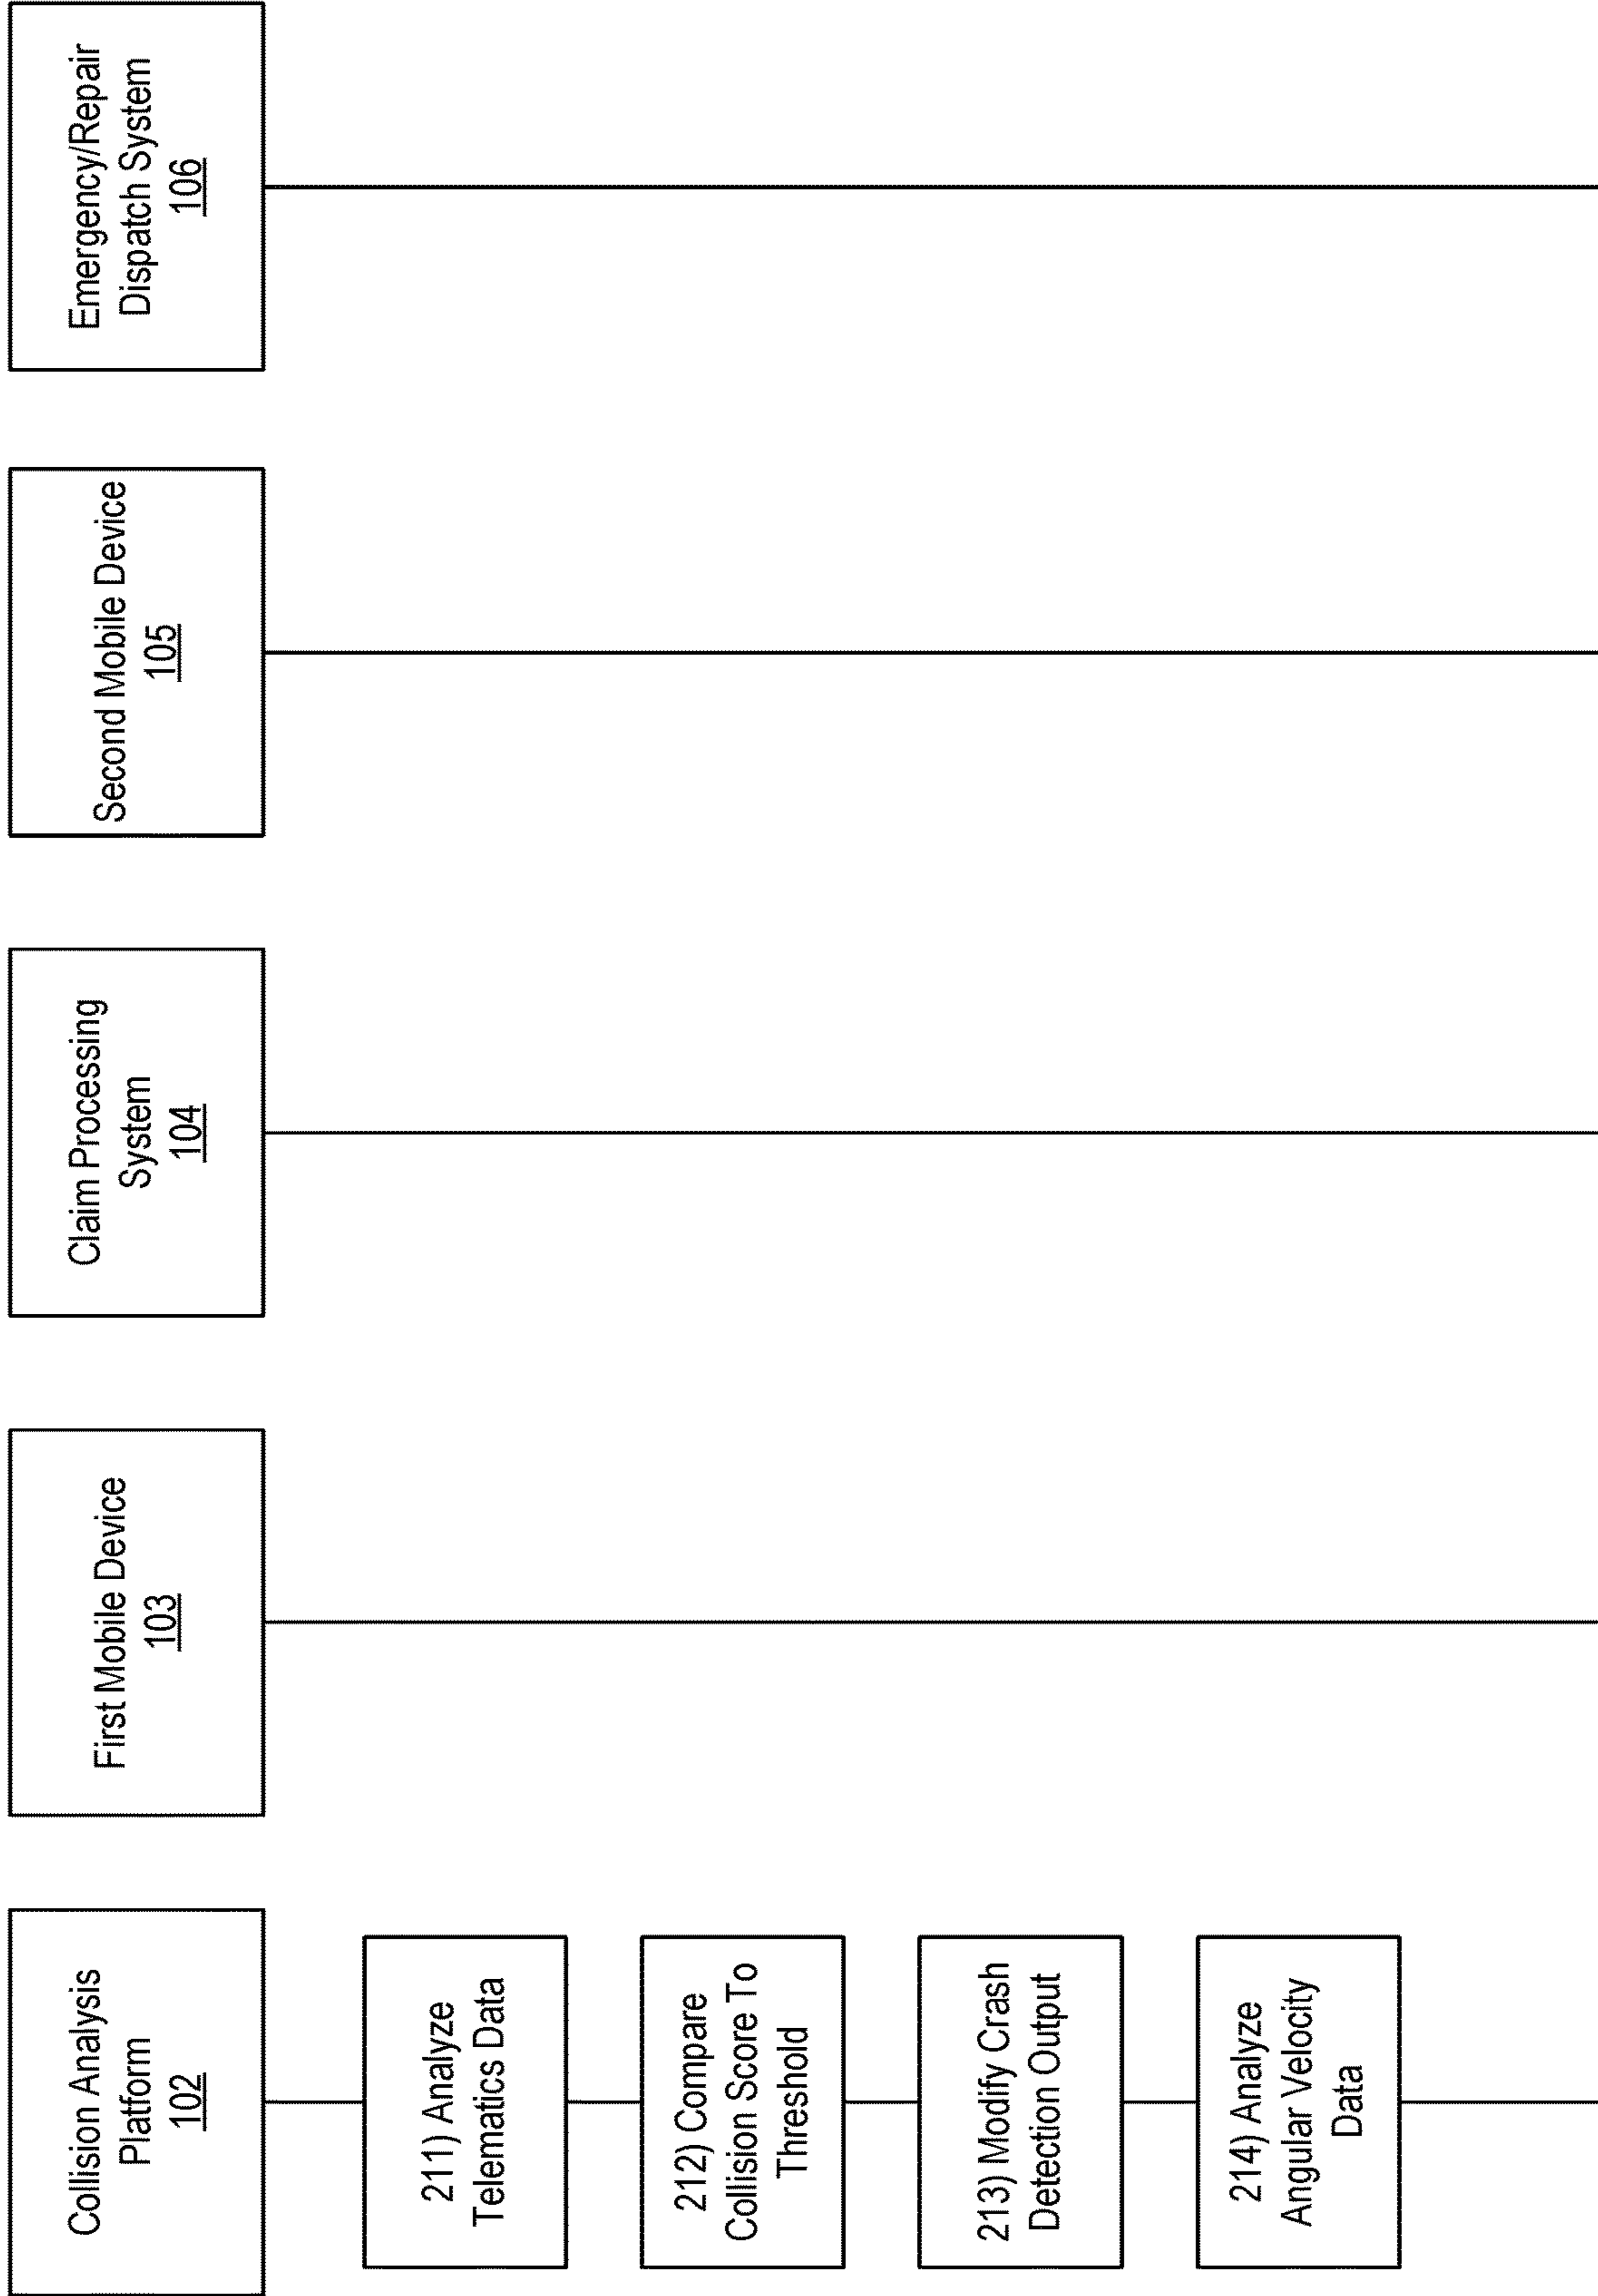 Collision Analysis
Platform
102
First Mobile Device
103
Claim Processing
System
104
Second Mobile Device
105
Emergency/Repair
Dispatch System
106
211) Analyze
Telematics Data
212) Compare
Collision Score To
Threshold
213) Modify Crash
Detection Output
214) Analyze
Angular Velocity
Data